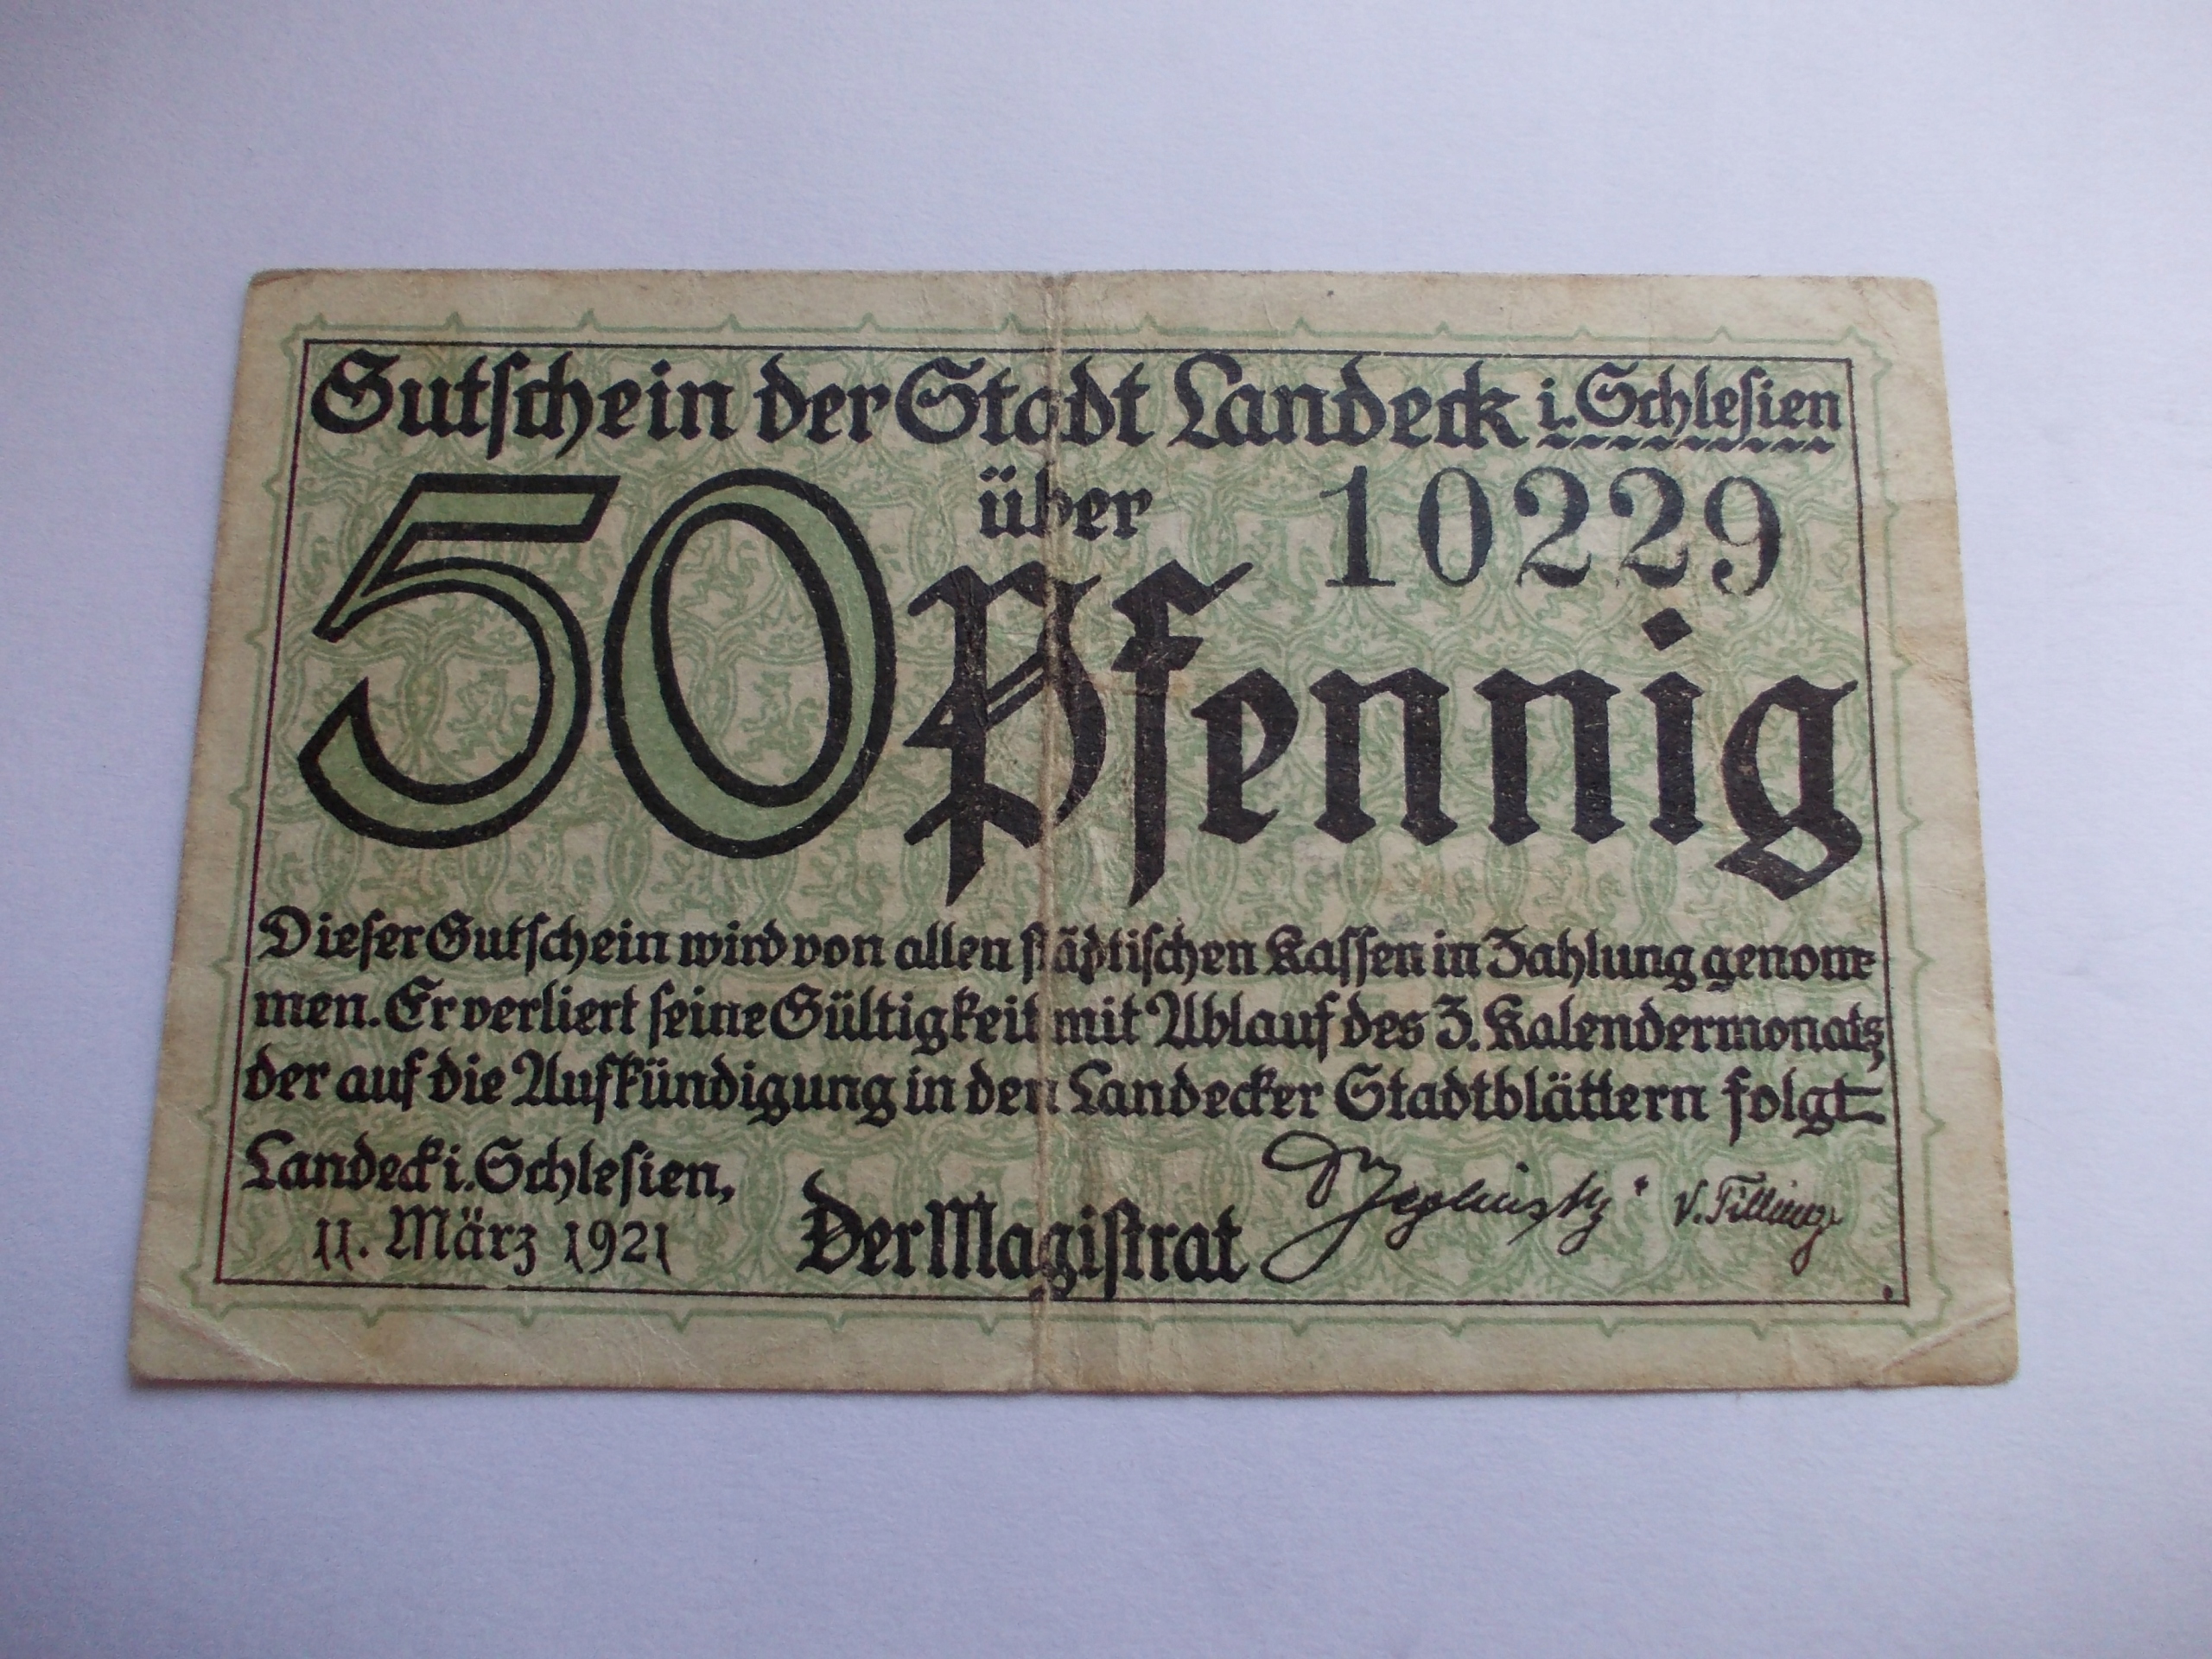 Gutschein der Stadt Landeck i. Schlesien
über 10229
50 Pfennig
Dieser Gutschein wird von allen städtischen Kassen in Zahlung genom-
men. Er verliert seine Gültigkeit mit Ablauf des 3. Kalendermonats,
der auf die Aufkündigung in den Landecker Stadtblättern folgt.
Landeck i. Schlesien,
11. März 1921
Der Magistrat